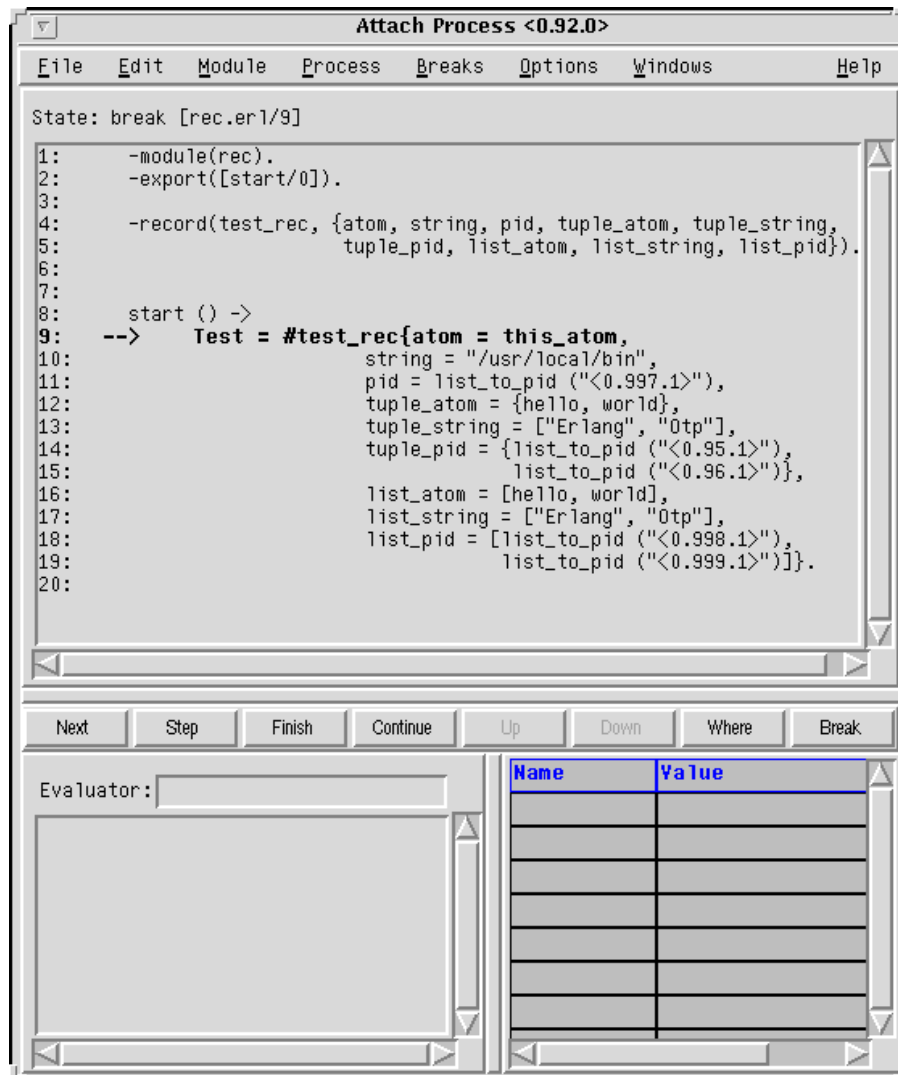 Attach Process <0.92.0>
File Edit Module Process Breaks Options Windows Help
State: break [rec.erl/9]
1: -module(rec).
2: -export([start/0]).
3:
4: -record(test_rec, {atom, string, pid, tuple_atom, tuple_string,
5: tuple_pid, list_atom, list_string, list_pid}).
6:
7:
8: start () ->
9: --> Test = #test_rec{atom = this_atom,
10: string = "/usr/local/bin",
11: pid = list_to_pid ("<0.997.1>"),
12: tuple_atom = {hello, world},
13: tuple_string = ["Erlang", "Otp"],
14: tuple_pid = {list_to_pid ("<0.95.1>"),
15: list_to_pid ("<0.96.1>")},
16: list_atom = [hello, world],
17: list_string = ["Erlang", "Otp"],
18: list_pid = [list_to_pid ("<0.998.1>"),
19: list_to_pid ("<0.999.1>")]}.
20:
Next Step Finish Continue Up Down Where Break
Evaluator:
Name Value